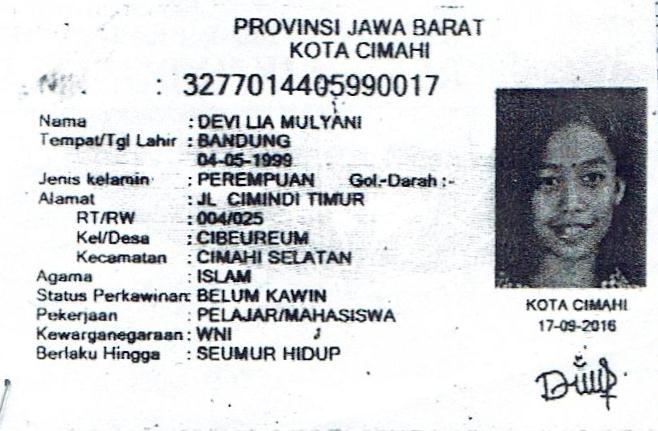 PROVINSI JAWA BARAT
KOTA CIMAHI
NIK : 3277014405990017
Nama : DEVI LIA MULYANI
Tempat/Tgl Lahir : BANDUNG
04-05-1999
Jenis kelamin : PEREMPUAN Gol.-Darah :-
Alamat : JL CIMINDI TIMUR
RT/RW : 004/025
Kel/Desa : CIBEUREUM
Kecamatan : CIMAHI SELATAN
Agama : ISLAM
Status Perkawinan: BELUM KAWIN
Pekerjaan : PELAJAR/MAHASISWA
Kewarganegaraan : WNI
Berlaku Hingga : SEUMUR HIDUP
KOTA CIMAHI
17-09-2016